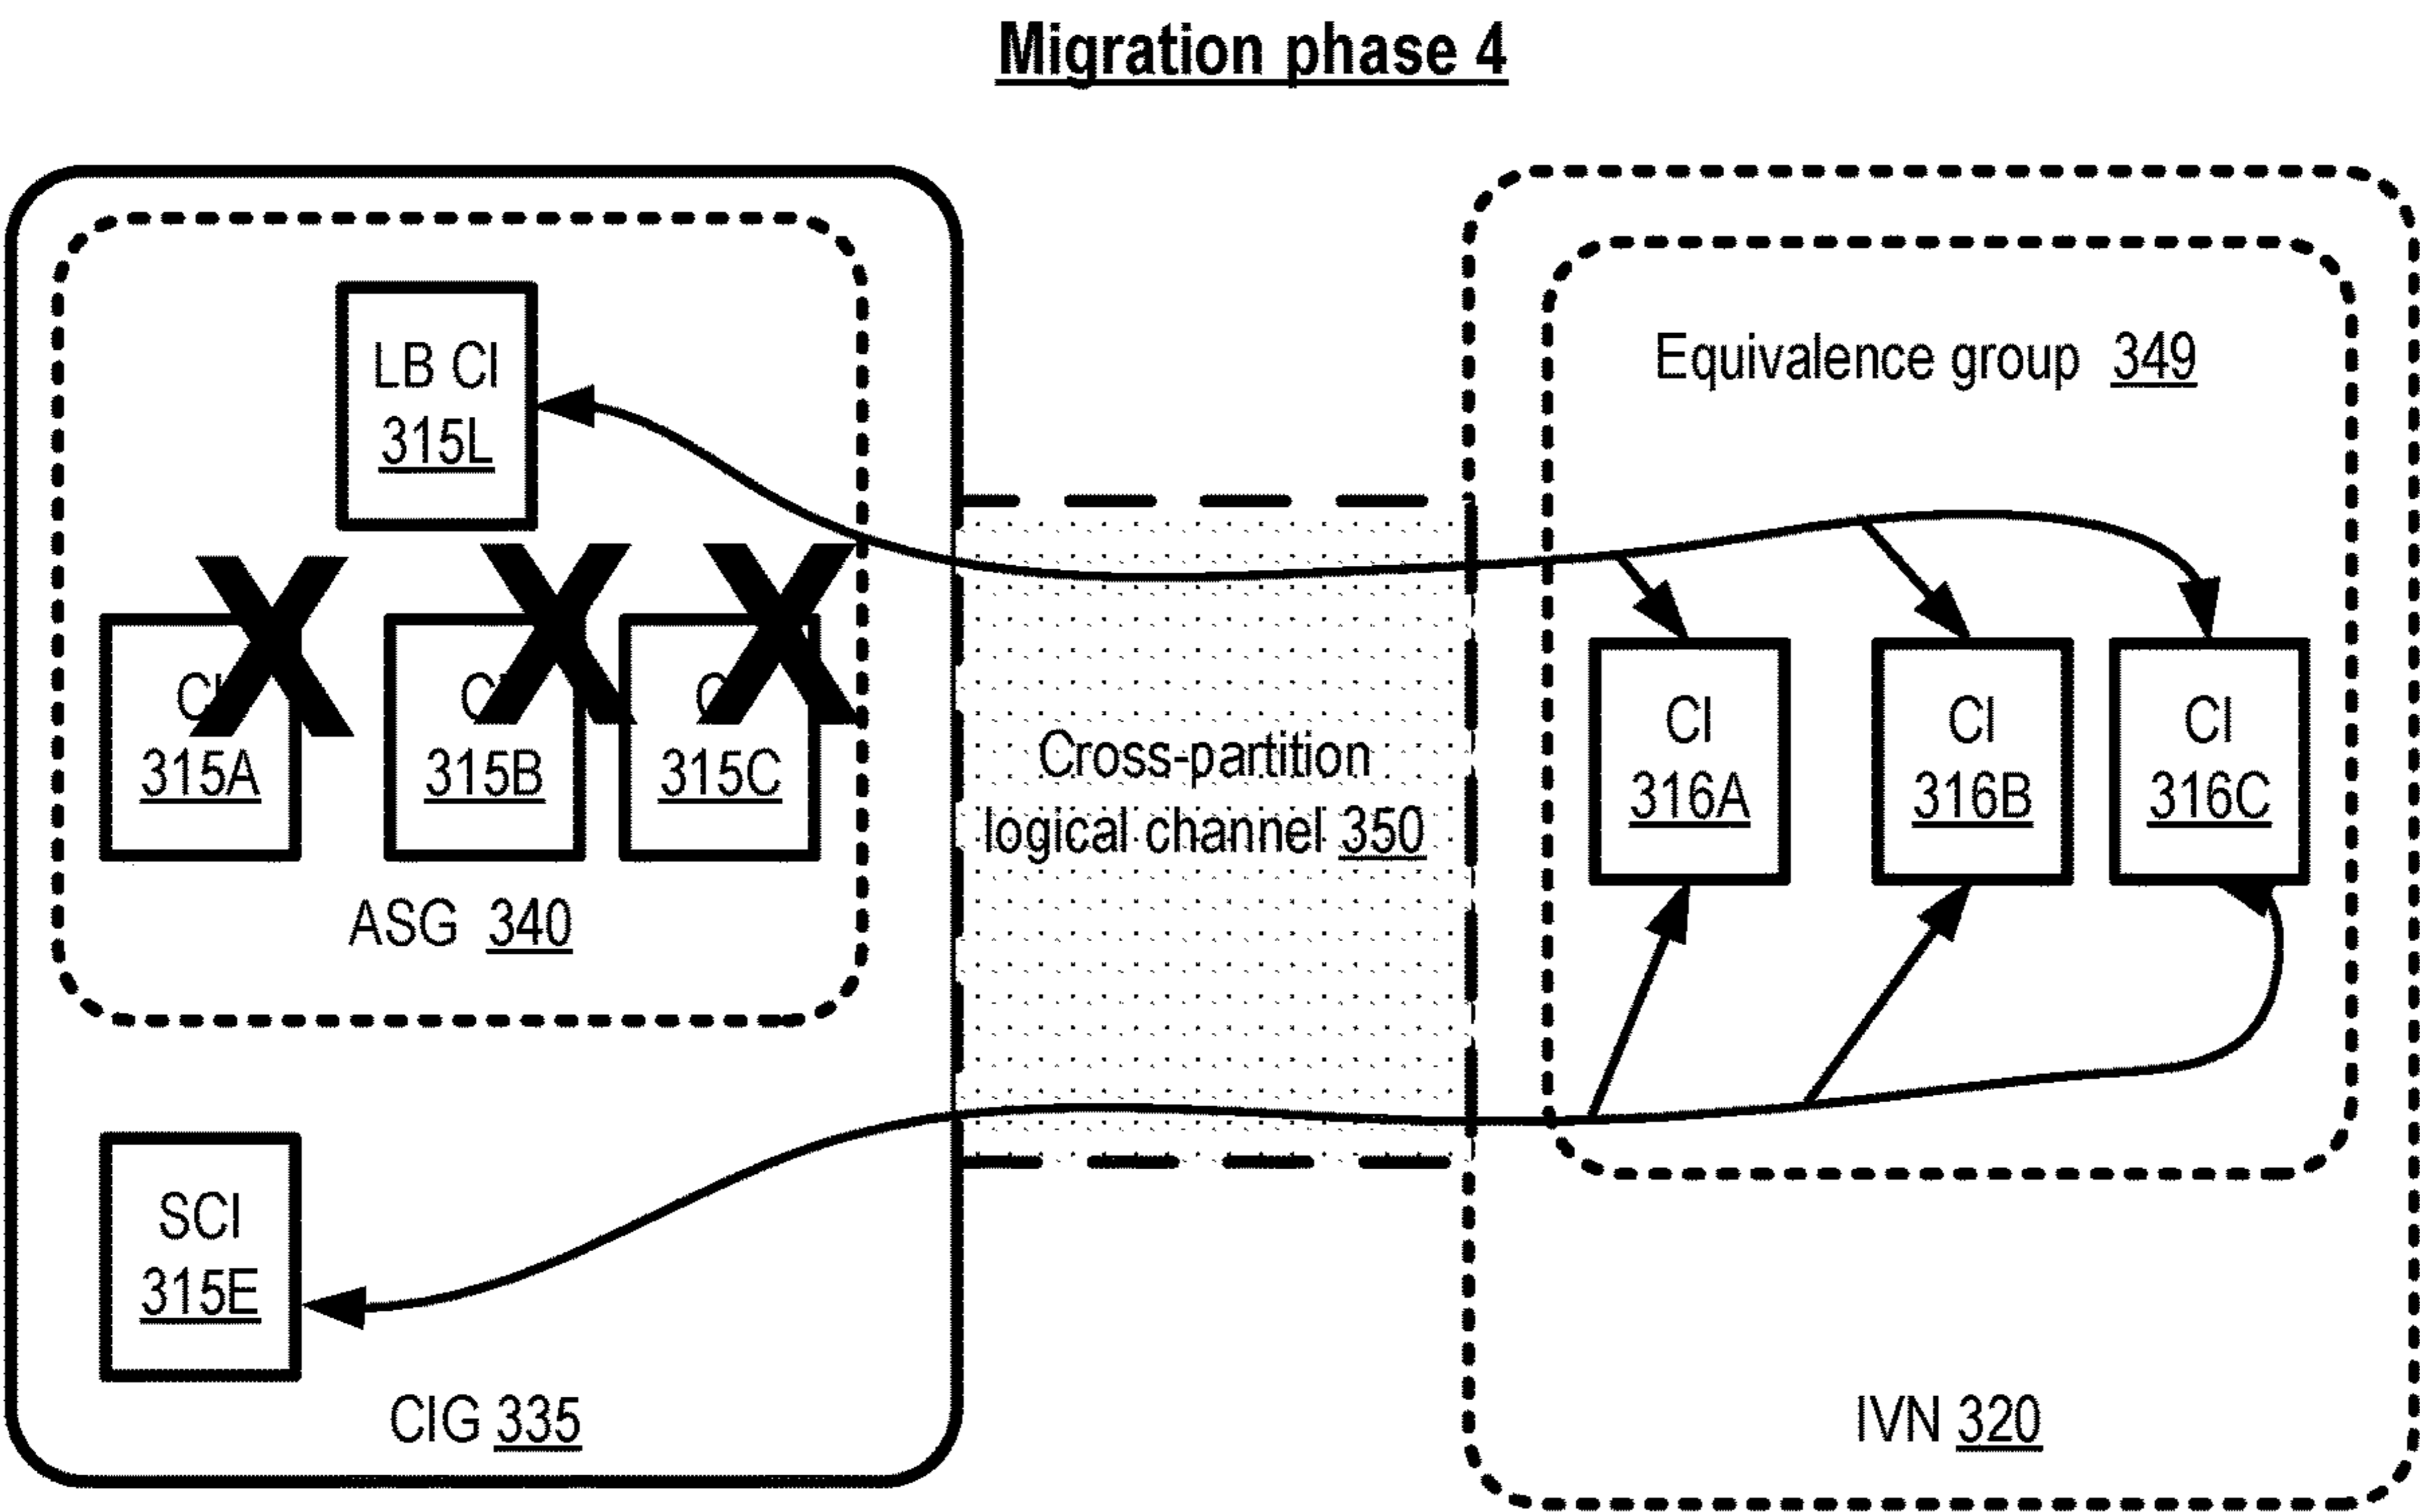 Migration phase 4
LB CI
315L
CI
315A
315B
315C
ASG 340
SCI
315E
CIG 335
Cross-partition
logical channel 350
Equivalence group 349
CI
316A
CI
316B
CI
316C
IVN 320